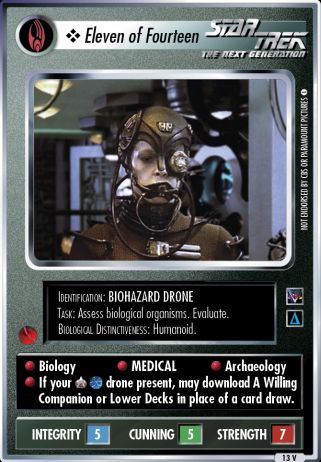 ❖ Eleven of Fourteen
STAR TREK
THE NEXT GENERATION
NOT ENDORSED BY CBS OR PARAMOUNT PICTURES
IDENTIFICATION: BIOHAZARD DRONE
TASK: Assess biological organisms. Evaluate.
BIOLOGICAL DISTINCTIVENESS: Humanoid.
Biology MEDICAL Archaeology
If your drone present, may download A Willing
Companion or Lower Decks in place of a card draw.
INTEGRITY 5 CUNNING 5 STRENGTH 7
13 V